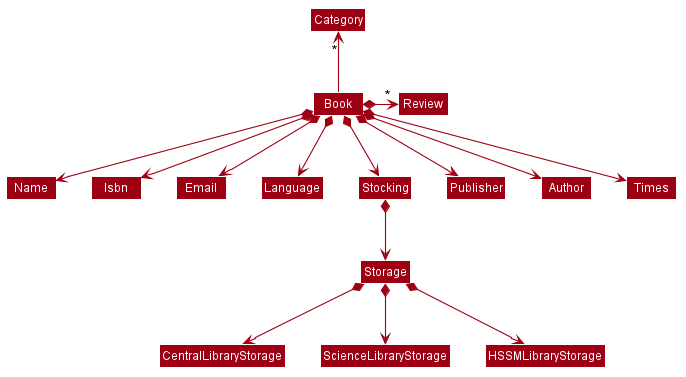 Category
*
*
Book
Review
Name
Isbn
Email
Language
Stocking
Publisher
Author
Times
Storage
CentralLibraryStorage
ScienceLibraryStorage
HSSMLibraryStorage